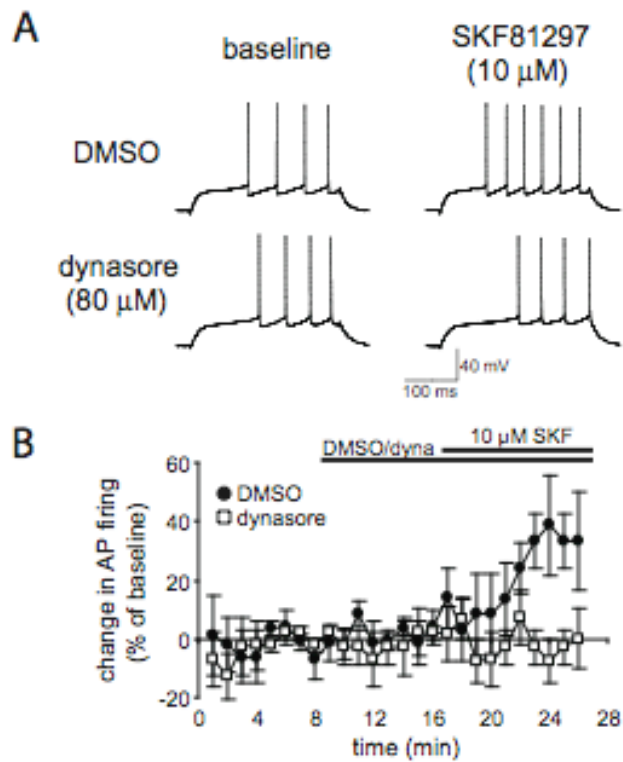 A
baseline
SKF81297
(10 µM)
DMSO
dynasore
(80 µM)
40 mV
100 ms
B
DMSO/dyna
10 µM SKF
DMSO
dynasore
change in AP firing
(% of baseline)
60
40
20
0
-20
0 4 8 12 16 20 24 28
time (min)